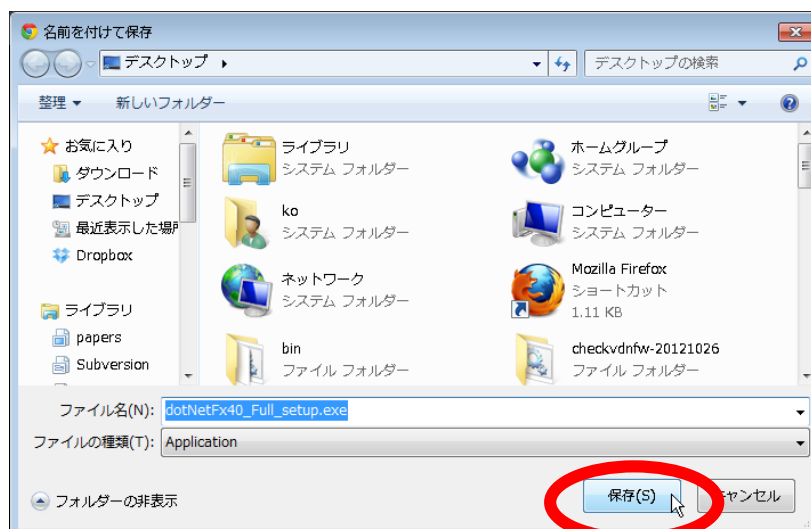 名前を付けて保存
デスクトップ
デスクトップの検索
整理
新しいフォルダー
お気に入り
ダウンロード
デスクトップ
最近表示した場所
Dropbox
ライブラリ
papers
Subversion
ライブラリ
システム フォルダー
ホームグループ
システム フォルダー
ko
システム フォルダー
コンピューター
システム フォルダー
ネットワーク
システム フォルダー
Mozilla Firefox
ショートカット
1.11 KB
bin
ファイル フォルダー
checkvdnfw-20121026
ファイル フォルダー
ファイル名(N): dotNetFx40_Full_setup.exe
ファイルの種類(T): Application
フォルダーの非表示
保存(S)
キャンセル